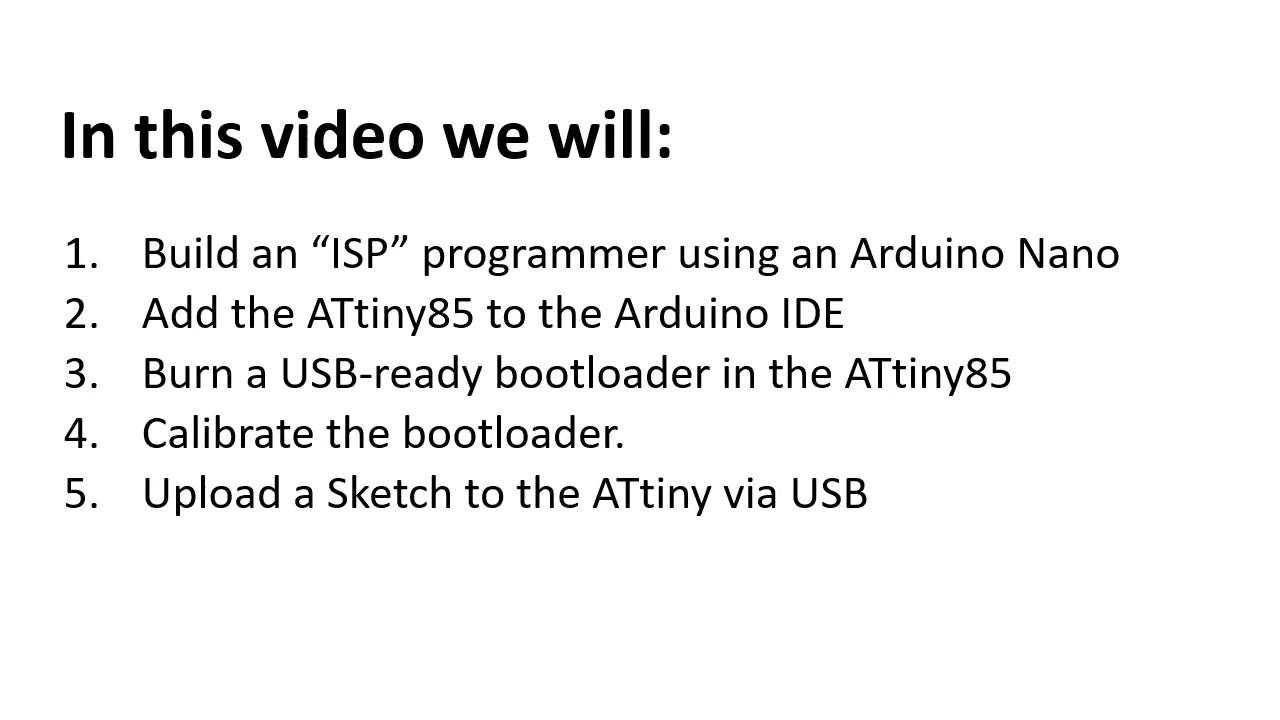 In this video we will:
1. Build an “ISP” programmer using an Arduino Nano
2. Add the ATtiny85 to the Arduino IDE
3. Burn a USB-ready bootloader in the ATtiny85
4. Calibrate the bootloader.
5. Upload a Sketch to the ATtiny via USB